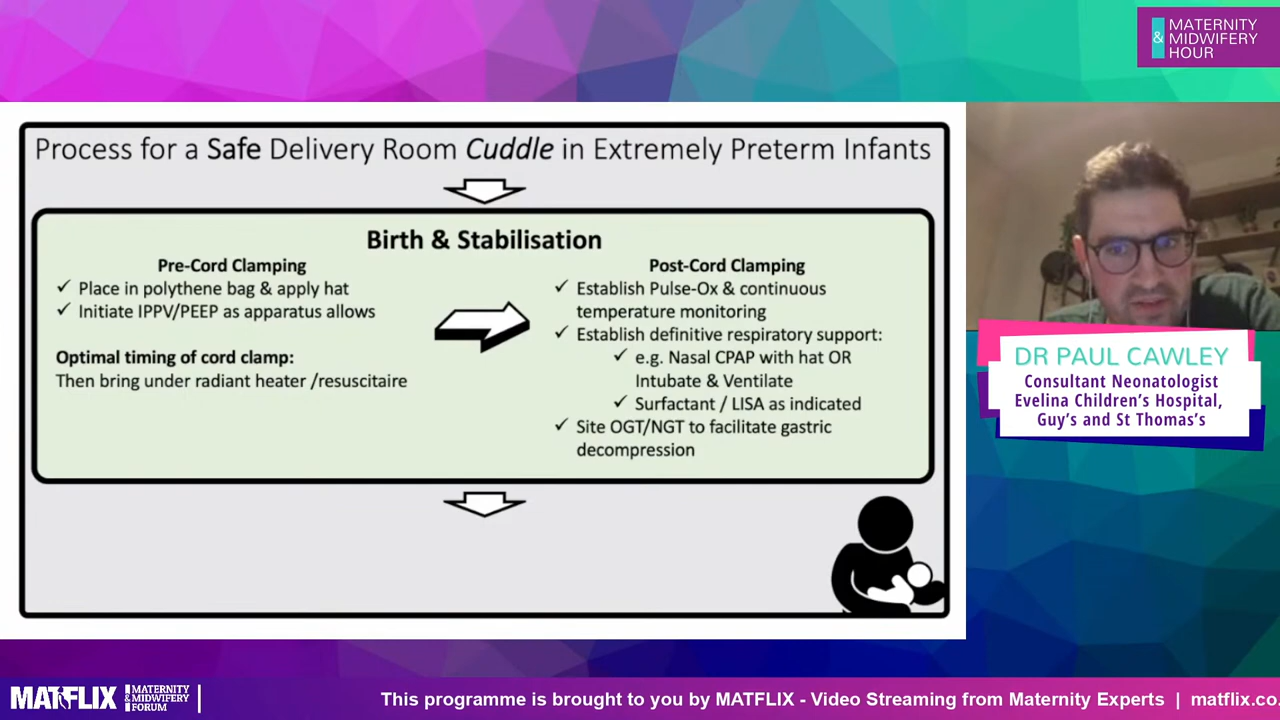 MATERNITY
& MIDWIFERY
HOUR
Process for a Safe Delivery Room Cuddle in Extremely Preterm Infants
Birth & Stabilisation
Pre-Cord Clamping
✓ Place in polythene bag & apply hat
✓ Initiate IPPV/PEEP as apparatus allows
Optimal timing of cord clamp:
Then bring under radiant heater /resuscitaire
Post-Cord Clamping
✓ Establish Pulse-Ox & continuous
temperature monitoring
✓ Establish definitive respiratory support:
✓ e.g. Nasal CPAP with hat OR
Intubate & Ventilate
✓ Surfactant / LISA as indicated
✓ Site OGT/NGT to facilitate gastric
decompression
DR PAUL CAWLEY
Consultant Neonatologist
Evelina Children's Hospital,
Guy's and St Thomas's
MATFLIX
MATERNITY
& MIDWIFERY
FORUM
This programme is brought to you by MATFLIX - Video Streaming from Maternity Experts | matflix.co